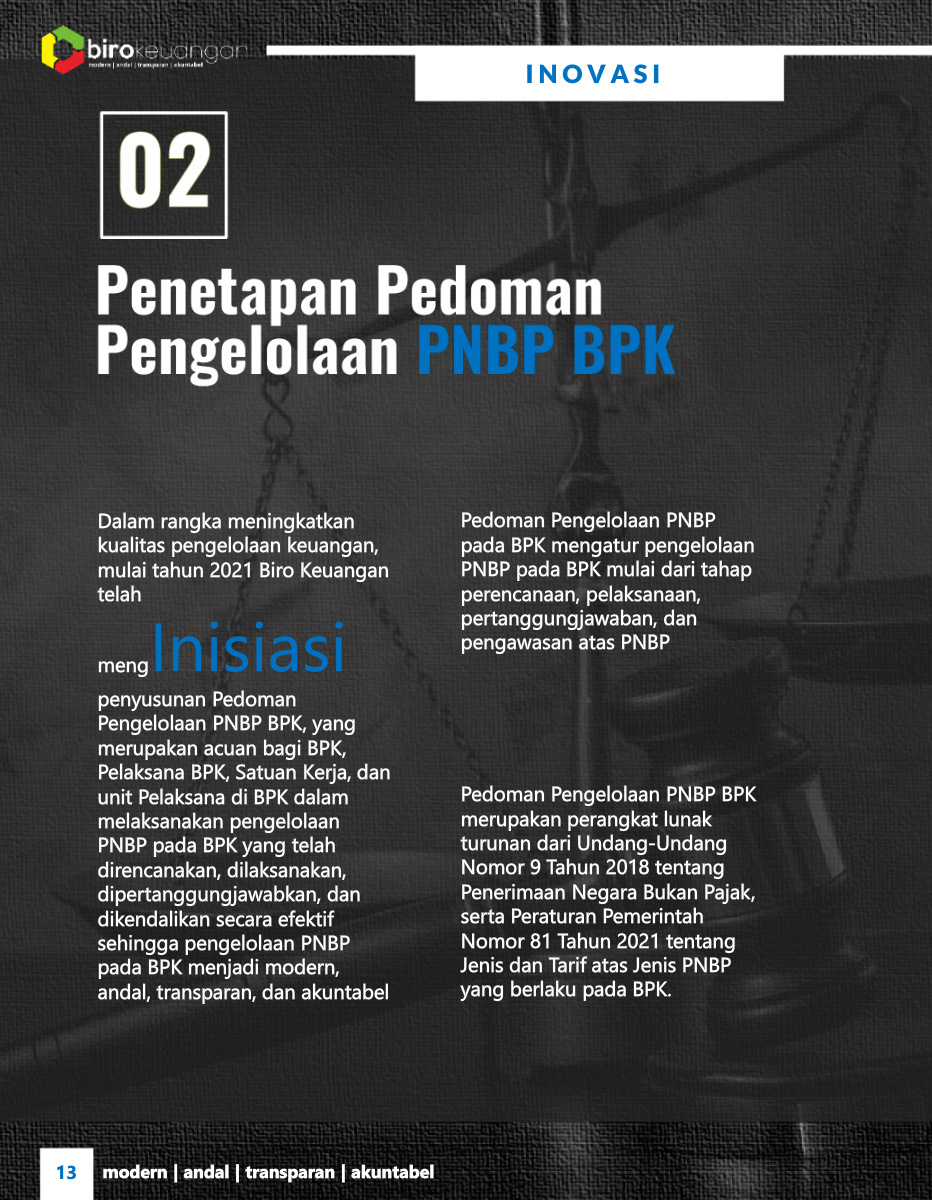 birokeuangan
modern | andal | transparan | akuntabel
INOVASI
02
Penetapan Pedoman
Pengelolaan PNBP BPK
Dalam rangka meningkatkan
kualitas pengelolaan keuangan,
mulai tahun 2021 Biro Keuangan
telah
mengInisiasi
penyusunan Pedoman
Pengelolaan PNBP BPK, yang
merupakan acuan bagi BPK,
Pelaksana BPK, Satuan Kerja, dan
unit Pelaksana di BPK dalam
melaksanakan pengelolaan
PNBP pada BPK yang telah
direncanakan, dilaksanakan,
dipertanggungjawabkan, dan
dikendalikan secara efektif
sehingga pengelolaan PNBP
pada BPK menjadi modern,
andal, transparan, dan akuntabel
Pedoman Pengelolaan PNBP
pada BPK mengatur pengelolaan
PNBP pada BPK mulai dari tahap
perencanaan, pelaksanaan,
pertanggungjawaban, dan
pengawasan atas PNBP
Pedoman Pengelolaan PNBP BPK
merupakan perangkat lunak
turunan dari Undang-Undang
Nomor 9 Tahun 2018 tentang
Penerimaan Negara Bukan Pajak,
serta Peraturan Pemerintah
Nomor 81 Tahun 2021 tentang
Jenis dan Tarif atas Jenis PNBP
yang berlaku pada BPK.
13
modern | andal | transparan | akuntabel